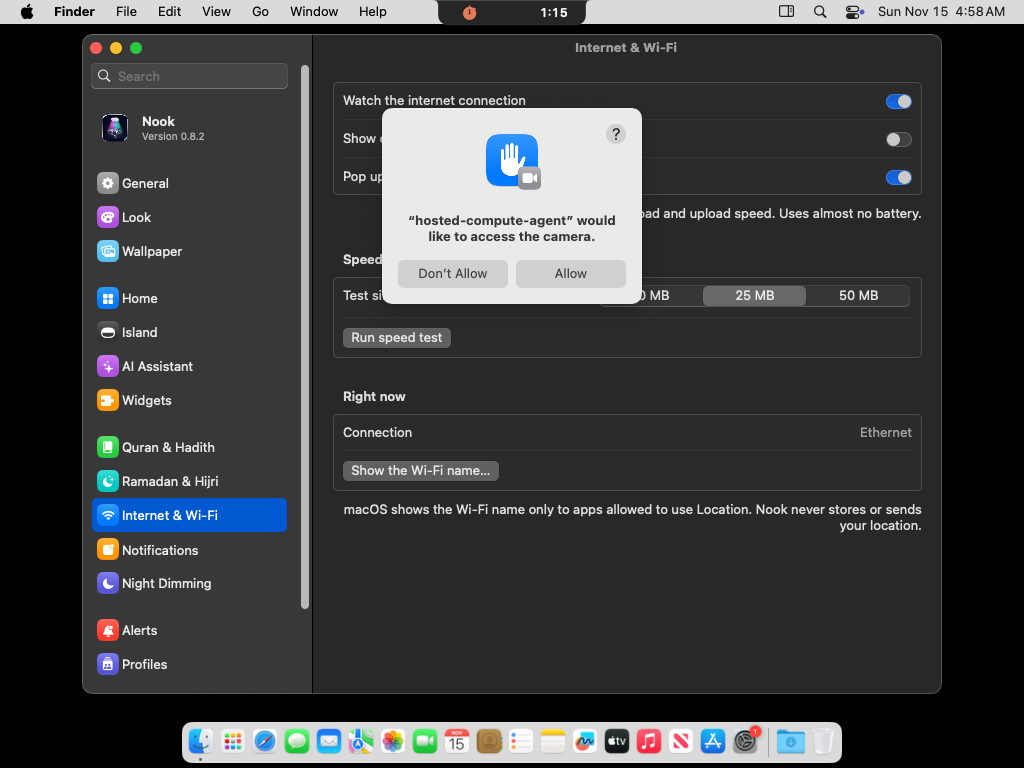 Finder File Edit View Go Window Help 1:15 Sun Nov 15 4:58 AM
Internet & Wi-Fi
Search
Nook
Version 0.8.2
General
Look
Wallpaper
Home
Island
AI Assistant
Widgets
Quran & Hadith
Ramadan & Hijri
Internet & Wi-Fi
Notifications
Night Dimming
Alerts
Profiles
Watch the internet connection
Show
Pop up
and upload speed. Uses almost no battery.
Speed
Test
MB 25 MB 50 MB
Run speed test
Right now
Connection Ethernet
Show the Wi-Fi name...
macOS shows the Wi-Fi name only to apps allowed to use Location. Nook never stores or sends
your location.
?
“hosted-compute-agent” would
like to access the camera.
Don’t Allow Allow
NOV
15
tv
1